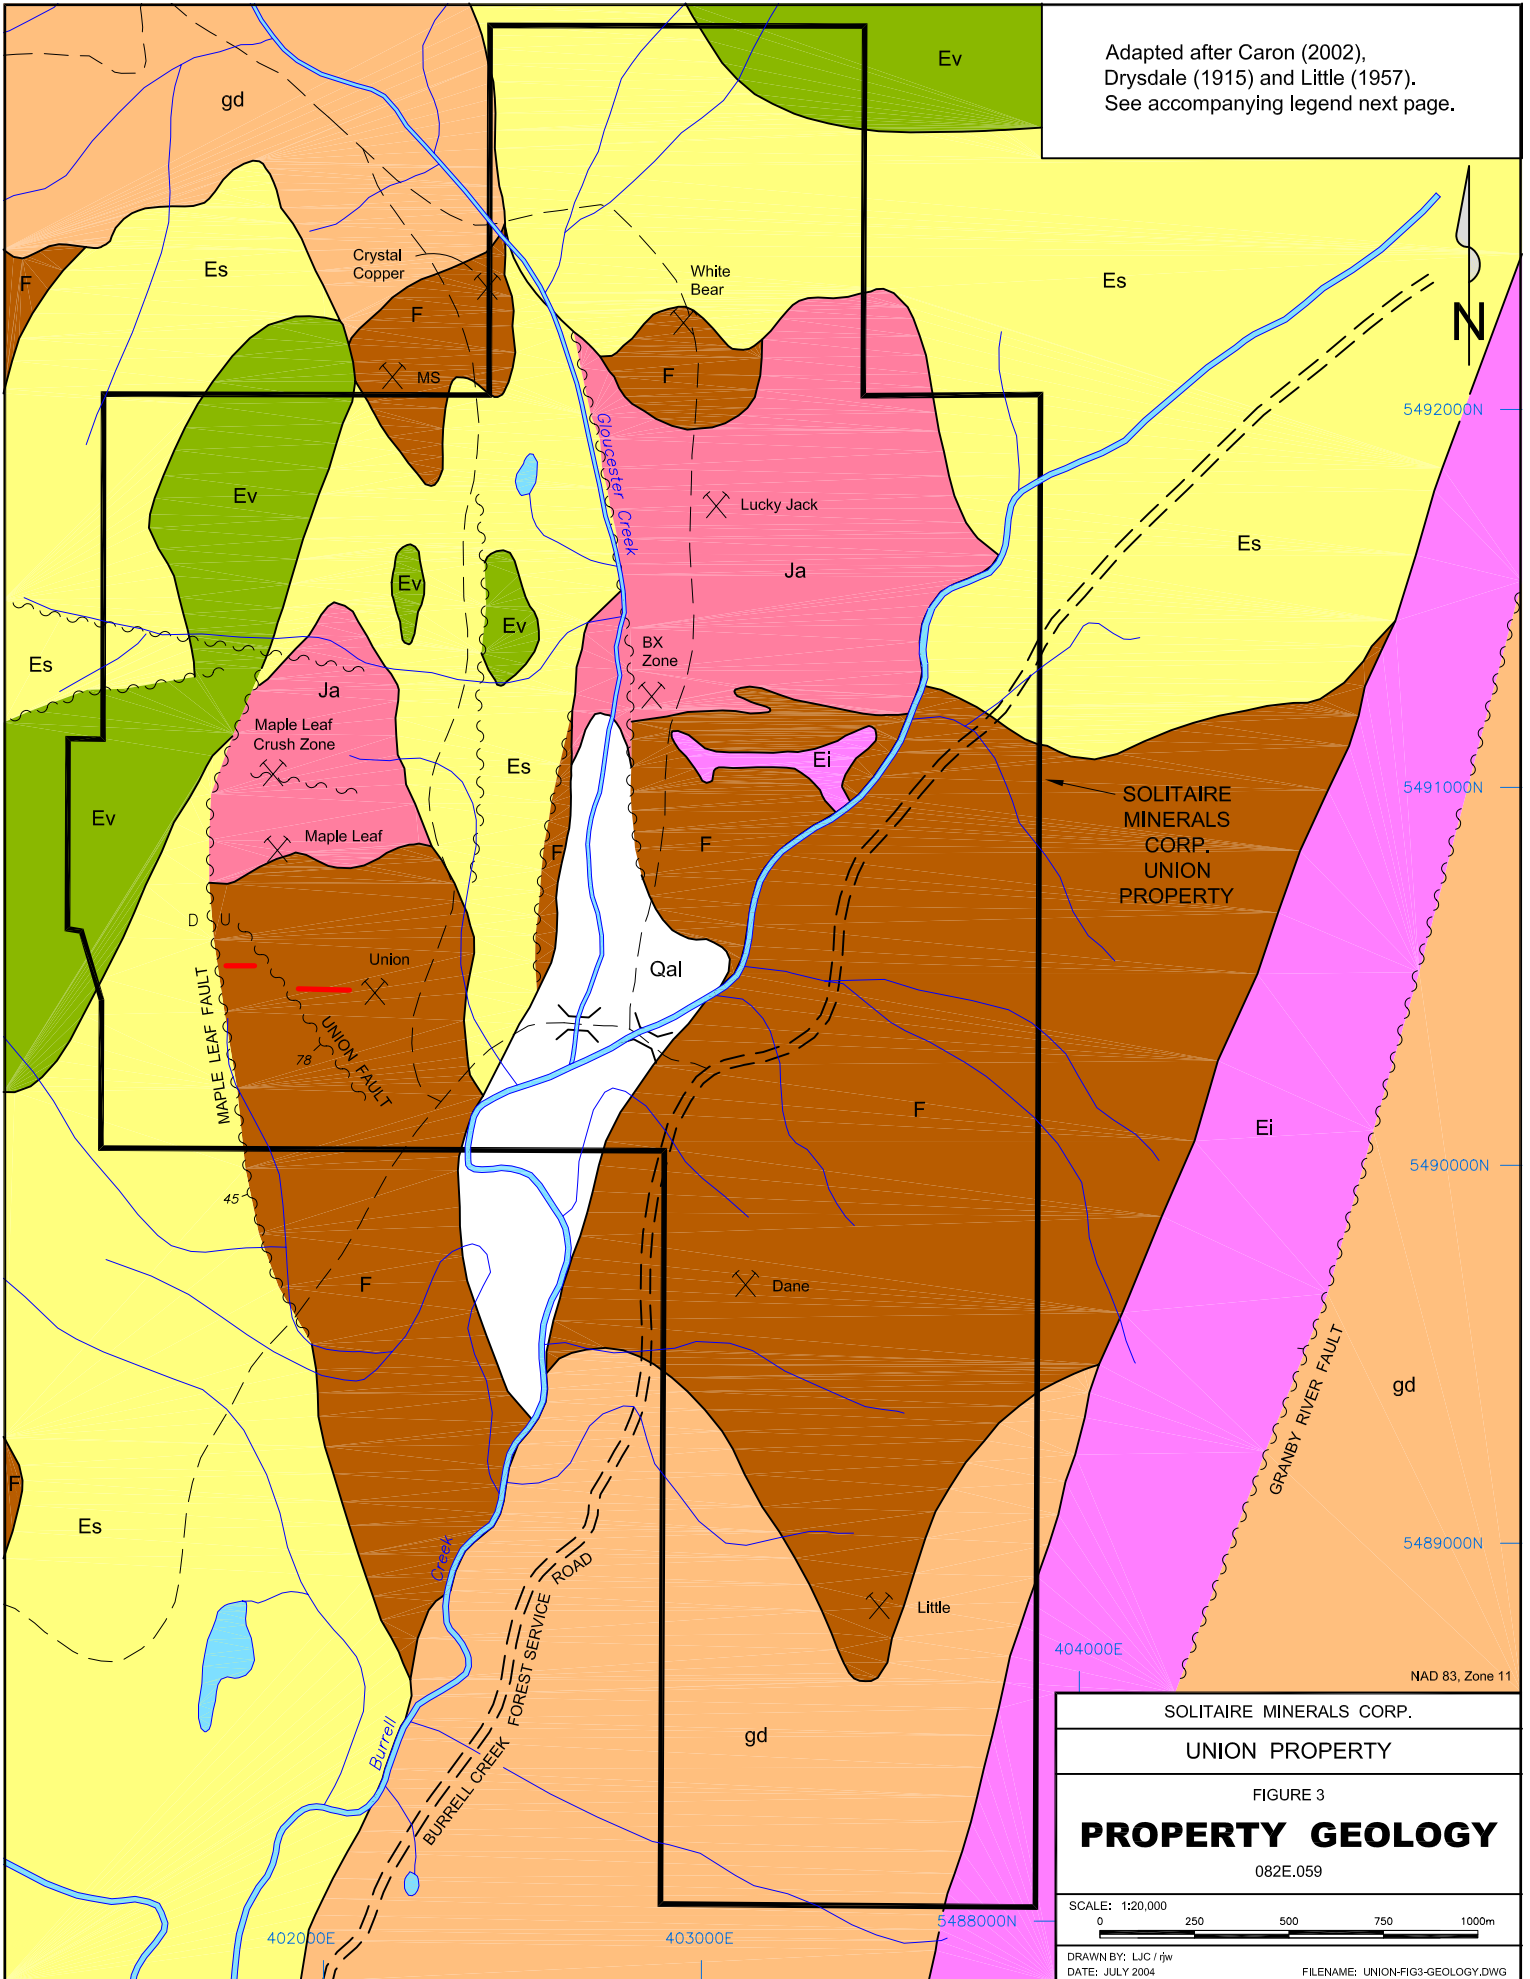 Adapted after Caron (2002),
Drysdale (1915) and Little (1957).
See accompanying legend next page.
Ev
gd
Es
Crystal
Copper
White
Bear
Es
F
F
N
MS
F
5492000N
Gloucester Creek
Ev
Lucky Jack
Es
Ja
Ev
Ev
BX
Zone
Es
Ja
Maple Leaf
Crush Zone
Es
Ei
5491000N
SOLITAIRE
MINERALS
CORP.
UNION
PROPERTY
Ev
Maple Leaf
F
F
D U
Union
Qal
MAPLE LEAF FAULT
UNION FAULT
78
F
Ei
5490000N
45
F
Dane
GRANBY RIVER FAULT
gd
F
Es
5489000N
Creek
BURRELL CREEK FOREST SERVICE ROAD
Little
404000E
NAD 83, Zone 11
Burrell
gd
5488000N
402000E
403000E
SOLITAIRE MINERALS CORP.
UNION PROPERTY
FIGURE 3
PROPERTY GEOLOGY
082E.059
SCALE: 1:20,000
0 250 500 750 1000m
DRAWN BY: LJC / rjw
DATE: JULY 2004
FILENAME: UNION-FIG3-GEOLOGY.DWG